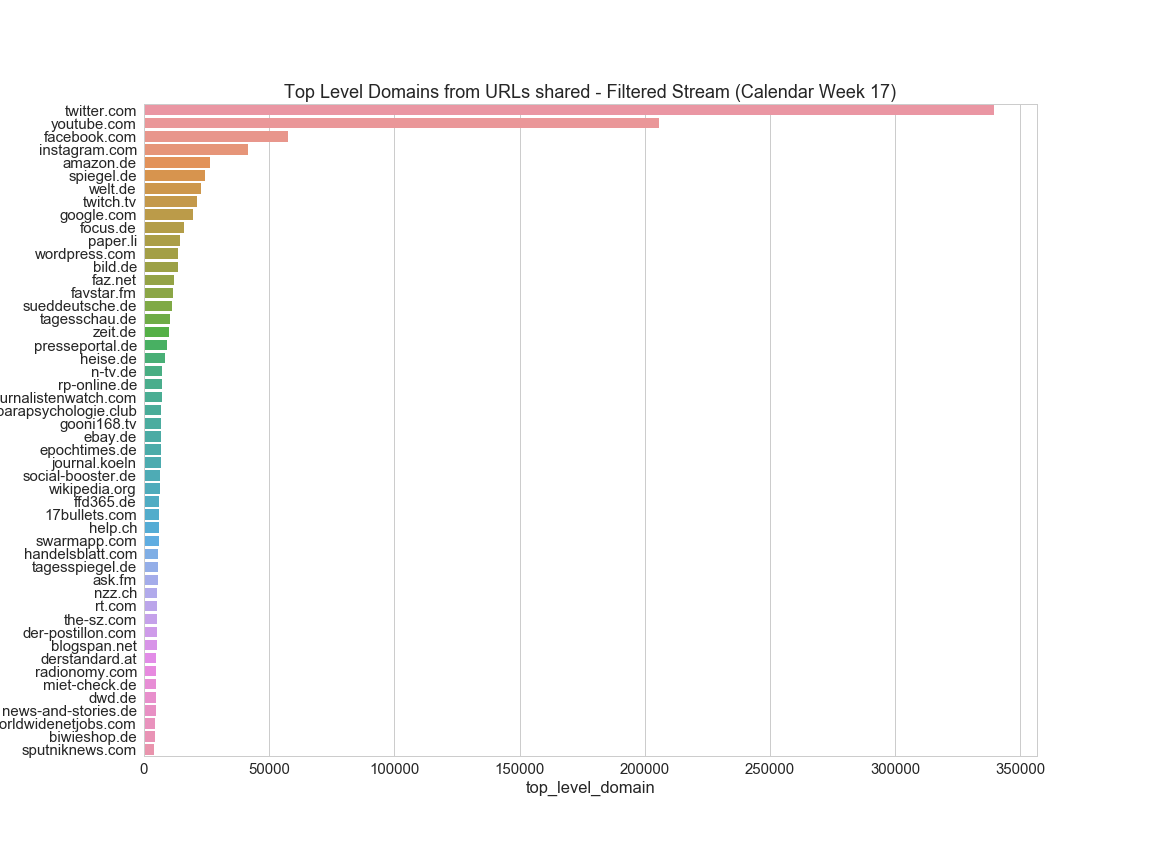 Top Level Domains from URLs shared - Filtered Stream (Calendar Week 17)
twitter.com
youtube.com
facebook.com
instagram.com
amazon.de
spiegel.de
welt.de
twitch.tv
google.com
focus.de
paper.li
wordpress.com
bild.de
faz.net
favstar.fm
sueddeutsche.de
tagesschau.de
zeit.de
presseportal.de
heise.de
n-tv.de
rp-online.de
urnalistenwatch.com
parapsychologie.club
gooni168.tv
ebay.de
epochtimes.de
journal.koeln
social-booster.de
wikipedia.org
ffd365.de
17bullets.com
help.ch
swarmapp.com
handelsblatt.com
tagesspiegel.de
ask.fm
nzz.ch
rt.com
the-sz.com
der-postillon.com
blogspan.net
derstandard.at
radionomy.com
miet-check.de
dwd.de
news-and-stories.de
orldwidenetjobs.com
biwieshop.de
sputniknews.com
0 50000 100000 150000 200000 250000 300000 350000
top_level_domain